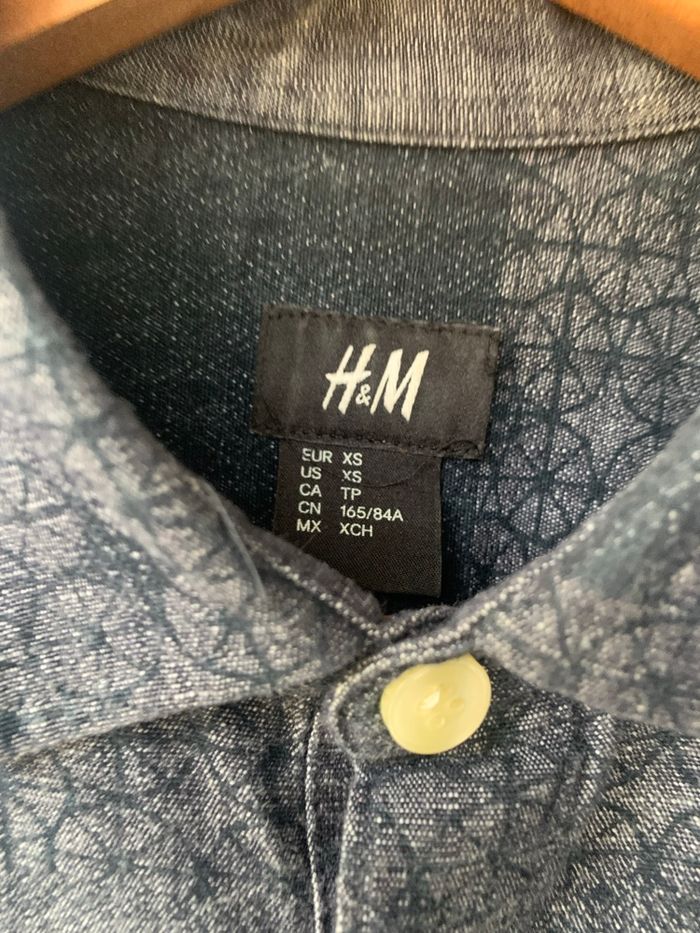 H&M
EUR XS
US XS
CA TP
CN 165/84A
MX XCH